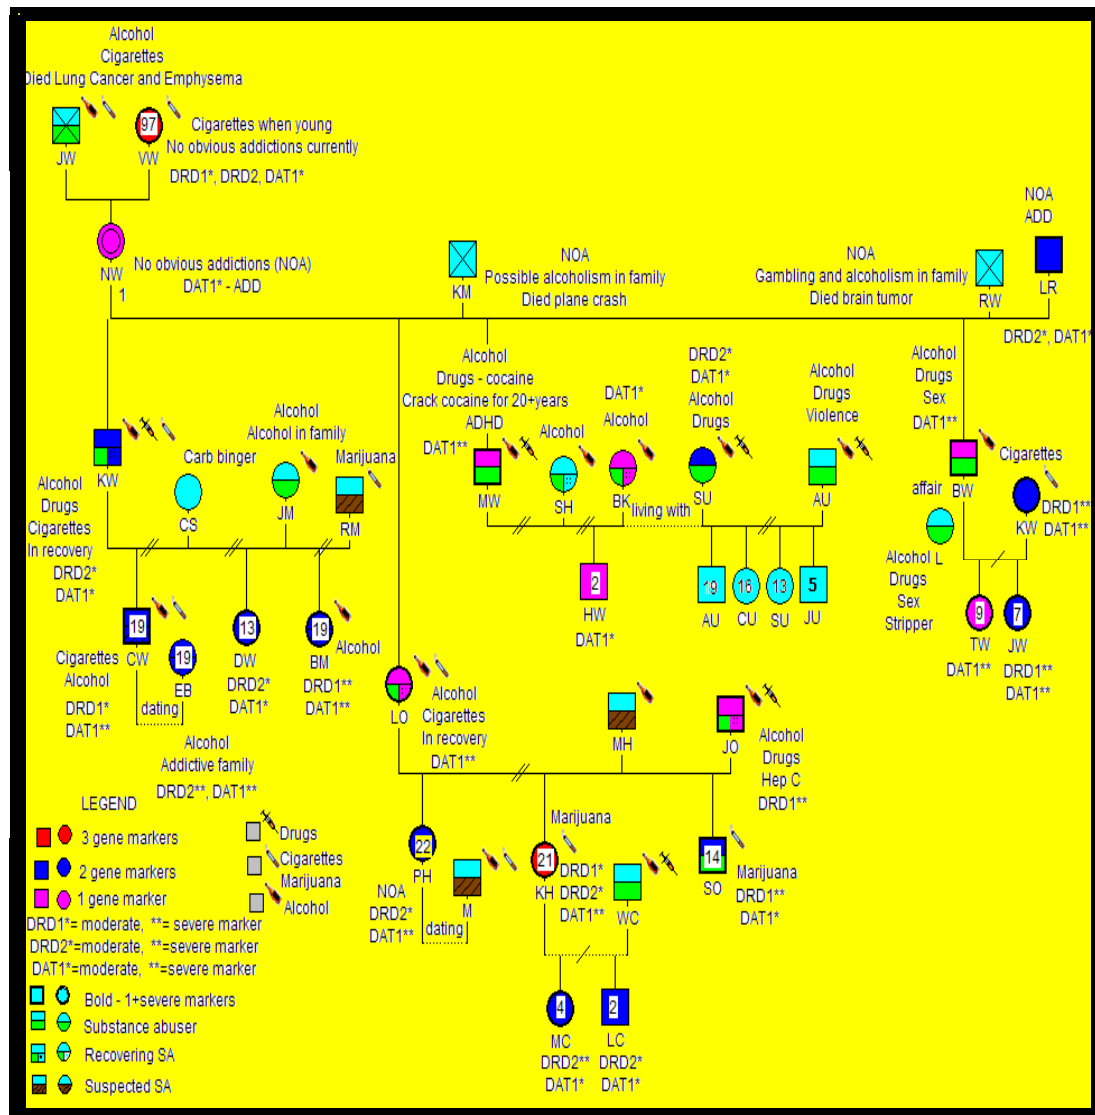 Alcohol
Cigarettes
Died Lung Cancer and Emphysema
97
Cigarettes when young
No obvious addictions currently
JW
VW
DRD1*, DRD2, DAT1*
NOA
ADD
NW
1
No obvious addictions (NOA)
DAT1* - ADD
KM
NOA
Possible alcoholism in family
Died plane crash
NOA
Gambling and alcoholism in family
Died brain tumor
RW
LR
DRD2*, DAT1*
Alcohol
Drugs - cocaine
Crack cocaine for 20+years
ADHD
DAT1**
MW
Alcohol
SH
DAT1*
Alcohol
BK
living with
DRD2*
DAT1*
Alcohol
Drugs
SU
Alcohol
Drugs
Violence
AU
Alcohol
Drugs
Sex
DAT1**
BW
Cigarettes
KW
DRD1**
DAT1**
affair
L
Alcohol
Drugs
Sex
Stripper
KW
Alcohol
Drugs
Cigarettes
In recovery
DRD2*
DAT1*
Carb binger
CS
Alcohol
Alcohol in family
JM
Marijuana
RM
2
HW
DAT1*
19
AU
16
CU
13
SU
5
JU
9
TW
DAT1**
7
JW
DRD1**
DAT1**
19
CW
Cigarettes
Alcohol
DRD1*
DAT1**
19
EB
dating
Alcohol
Addictive family
DRD2**, DAT1**
13
DW
DRD2*
DAT1*
19
BM
Alcohol
DRD1**
DAT1**
LO
Alcohol
Cigarettes
In recovery
DAT1**
MH
JO
Alcohol
Drugs
Hep C
DRD1**
22
PH
NOA
DRD2*
DAT1**
dating
M
Marijuana
21
KH
DRD1*
DRD2*
DAT1**
WC
14
SO
Marijuana
DRD1**
DAT1*
4
MC
DRD2**
DAT1*
2
LC
DRD2*
DAT1*
LEGEND
3 gene markers
2 gene markers
1 gene marker
Drugs
Cigarettes
Marijuana
Alcohol
DRD1*= moderate, **= severe marker
DRD2*=moderate, **=severe marker
DAT1*=moderate, **=severe marker
Bold - 1+severe markers
Substance abuser
Recovering SA
Suspected SA